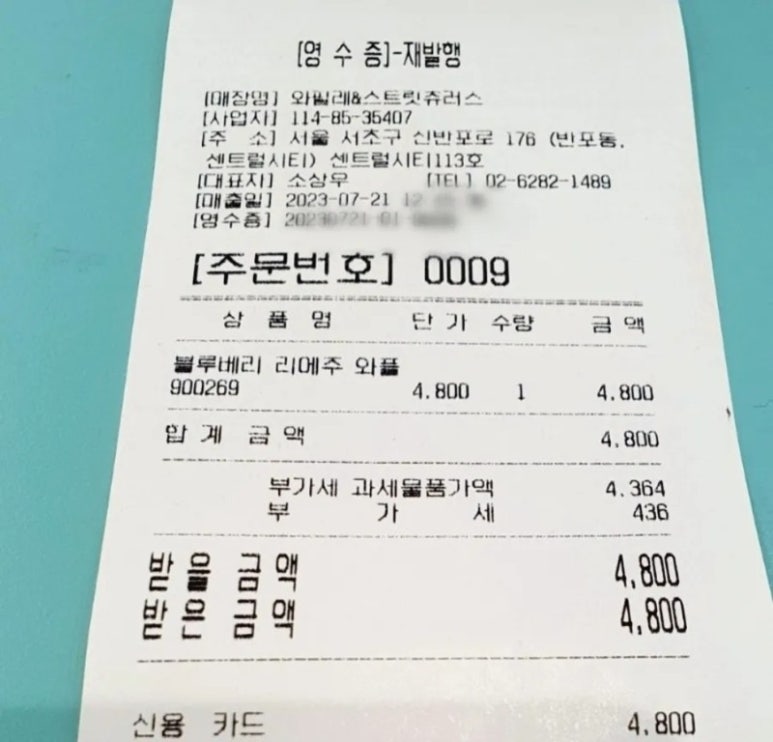 [영 수 증]-재발행
[매장명] 와필래&스트릿츄러스
[사업자] 114-85-35407
[주 소] 서울 서초구 신반포로 176 (반포동,
센트럴시티) 센트럴시티113호
[대표자] 소상우 [TEL] 02-6282-1489
[매출일] 2023-07-21
[영수증]
[주문번호] 0009
상 품 명 단 가 수량 금 액
블루베리 리에주 와플
900269 4.800 1 4.800
합 계 금 액 4,800
부가세 과세물품가액 4.364
부 가 세 436
받 을 금 액 4,800
받 은 금 액 4,800
신용 카드 4,800